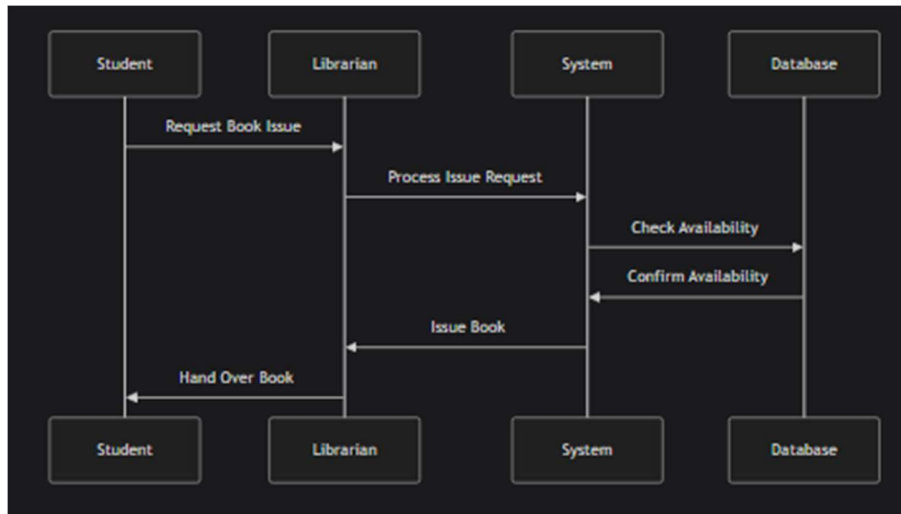 Student
Librarian
System
Database
Request Book Issue
Process Issue Request
Check Availability
Confirm Availability
Issue Book
Hand Over Book
Student
Librarian
System
Database